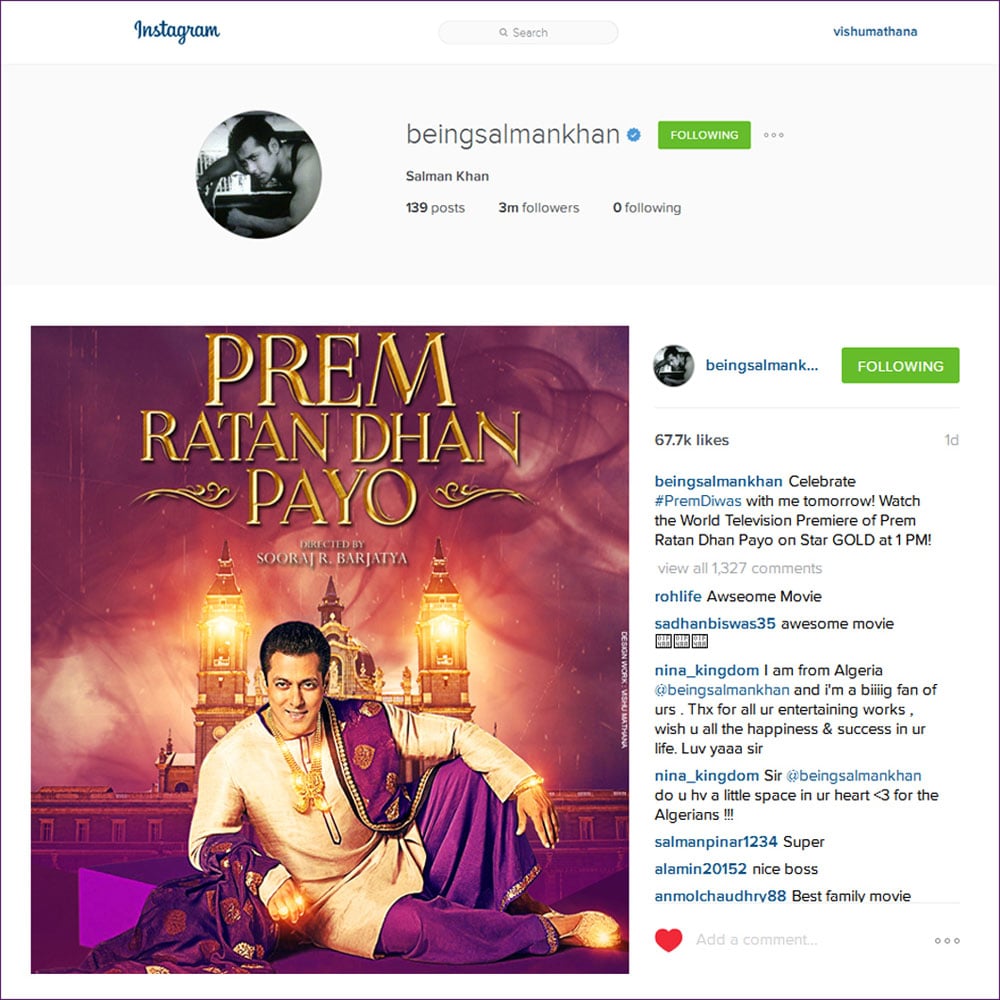 Instagram
Search
vishumathana
beingsalmankhan
FOLLOWING
Salman Khan
139 posts 3m followers 0 following
PREM
RATAN DHAN
PAYO
DIRECTED BY
SOORAJ R. BARJATYA
DESIGN WORK : VISHU MATHANA
beingsalmank...
FOLLOWING
67.7k likes 1d
beingsalmankhan Celebrate
#PremDiwas with me tomorrow! Watch
the World Television Premiere of Prem
Ratan Dhan Payo on Star GOLD at 1 PM!
view all 1,327 comments
rohlife Awseome Movie
sadhanbiswas35 awesome movie
nina_kingdom I am from Algeria
@beingsalmankhan and i'm a biiiig fan of
urs . Thx for all ur entertaining works ,
wish u all the happiness & success in ur
life. Luv yaaa sir
nina_kingdom Sir @beingsalmankhan
do u hv a little space in ur heart <3 for the
Algerians !!!
salmanpinar1234 Super
alamin20152 nice boss
anmolchaudhry88 Best family movie
Add a comment...